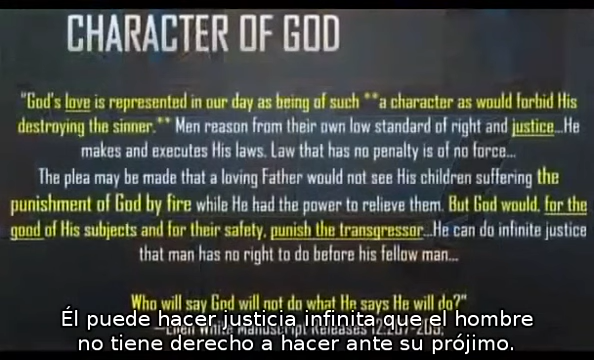 CHARACTER OF GOD
"God's love is represented in our day as being of such **a character as would forbid His
destroying the sinner.** Men reason from their own low standard of right and justice...He
makes and executes His laws. Law that has no penalty is of no force...
The plea may be made that a loving Father would not see His children suffering the
punishment of God by fire while He had the power to relieve them. But God would, for the
good of His subjects and for their safety, punish the transgressor...He can do infinite justice
that man has no right to do before his fellow man...
Who will say God will not do what He says He will do?"
Él puede hacer justicia infinita que el hombre
—Ellen White Manuscript Releases 12:207-208.
no tiene derecho a hacer ante su prójimo.